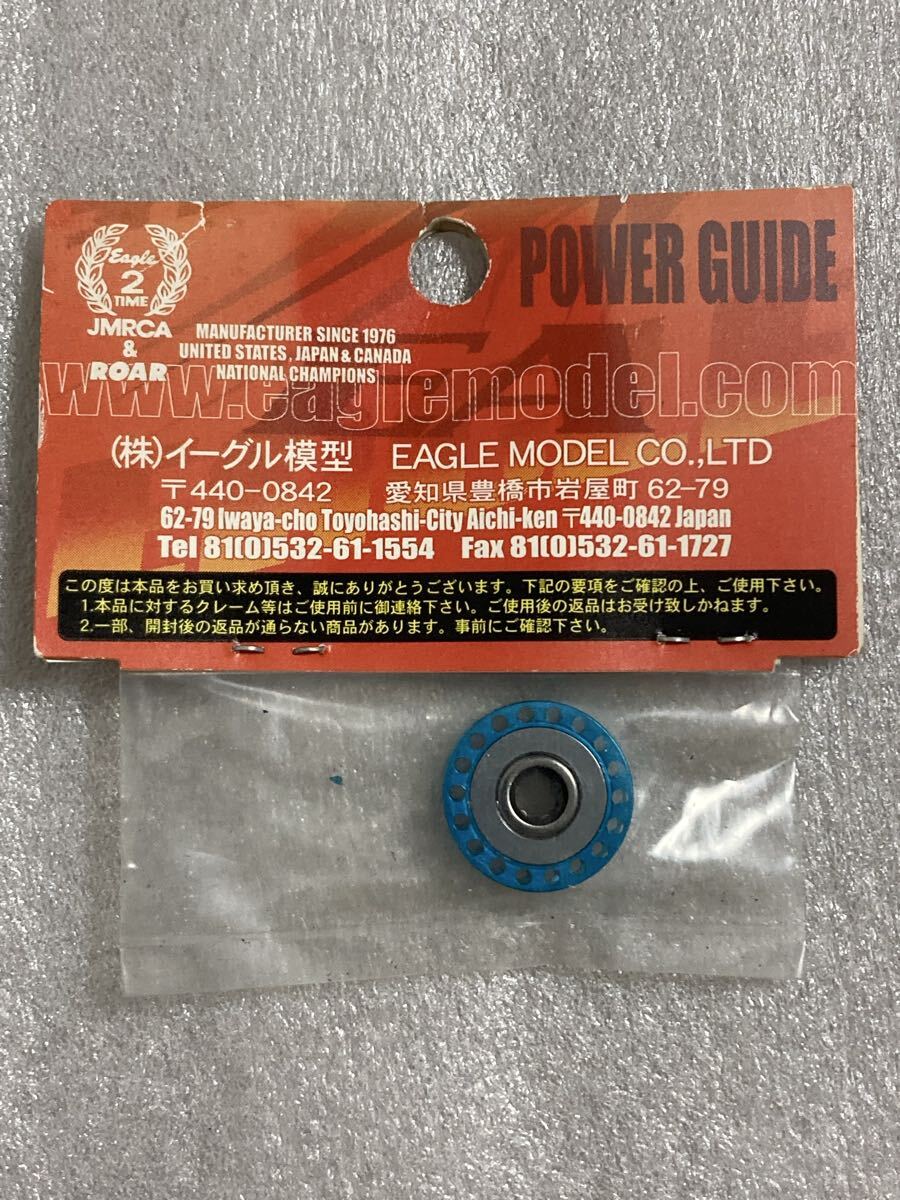 POWER GUIDE
Eagle
2
TIME
JMRCA
&
ROAR
MANUFACTURER SINCE 1976
UNITED STATES, JAPAN & CANADA
NATIONAL CHAMPIONS
www.eaglemodel.com
(株)イーグル模型 EAGLE MODEL CO.,LTD
〒440-0842 愛知県豊橋市岩屋町 62-79
62-79 Iwaya-cho Toyohashi-City Aichi-ken 〒440-0842 Japan
Tel 81(0)532-61-1554 Fax 81(0)532-61-1727
この度は本品をお買い求め頂き、誠にありがとうございます。下記の要項をご確認の上、ご使用下さい。
1.本品に対するクレーム等はご使用前に御連絡下さい。ご使用後の返品はお受け致しかねます。
2.一部、開封後の返品が通らない商品があります。事前にご確認下さい。